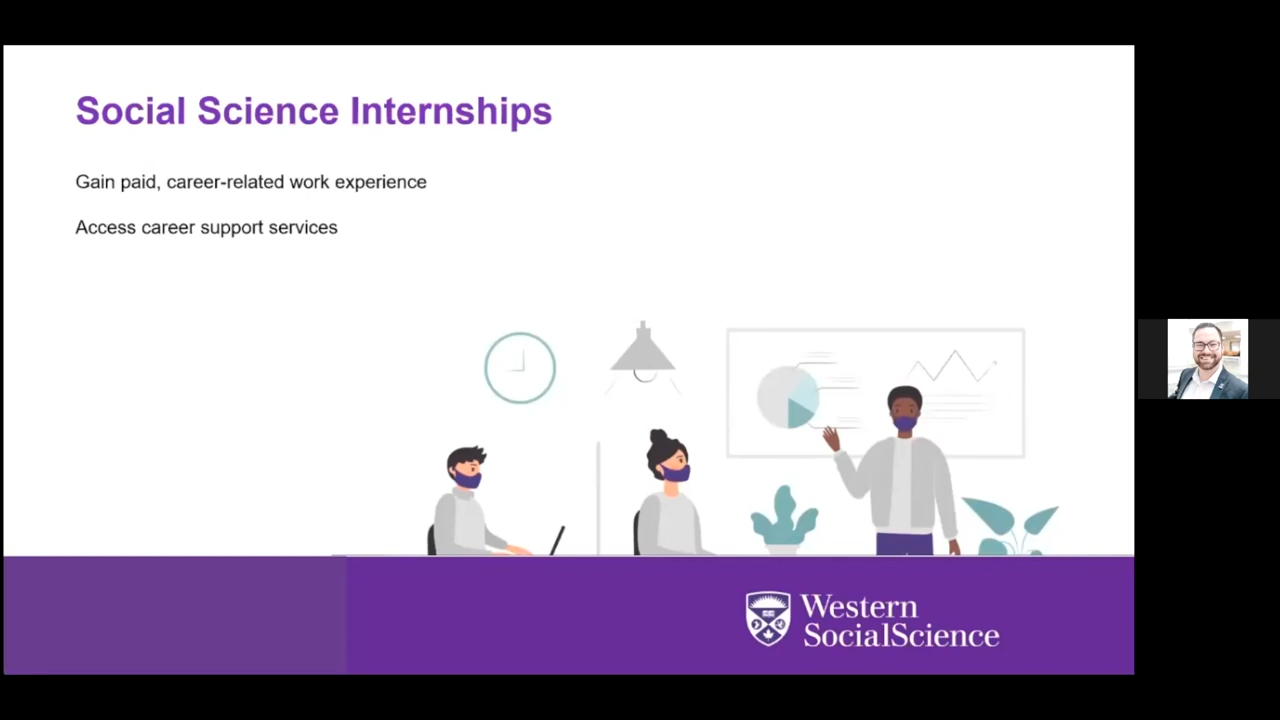 Social Science Internships
Gain paid, career-related work experience
Access career support services
Western
SocialScience